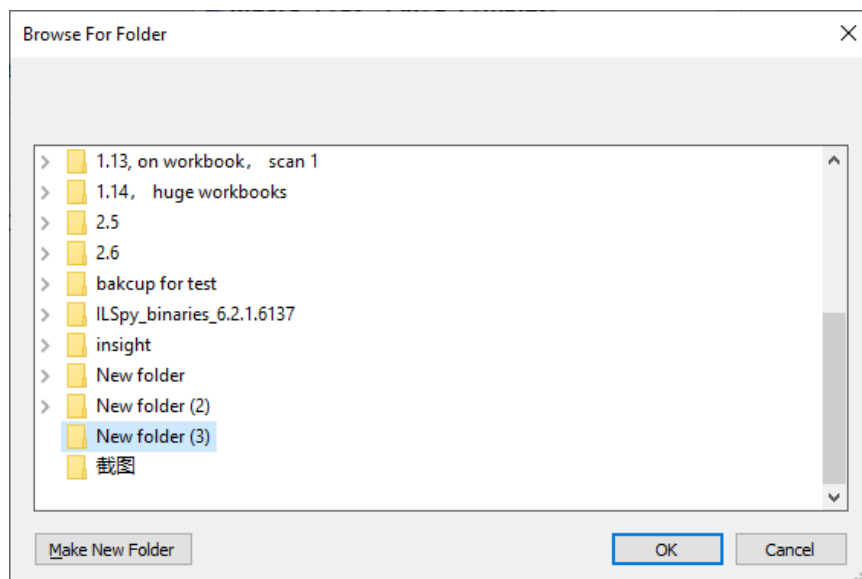 Browse For Folder
1.13, on workbook， scan 1
1.14， huge workbooks
2.5
2.6
bakcup for test
ILSpy_binaries_6.2.1.6137
insight
New folder
New folder (2)
New folder (3)
截图
Make New Folder
OK
Cancel